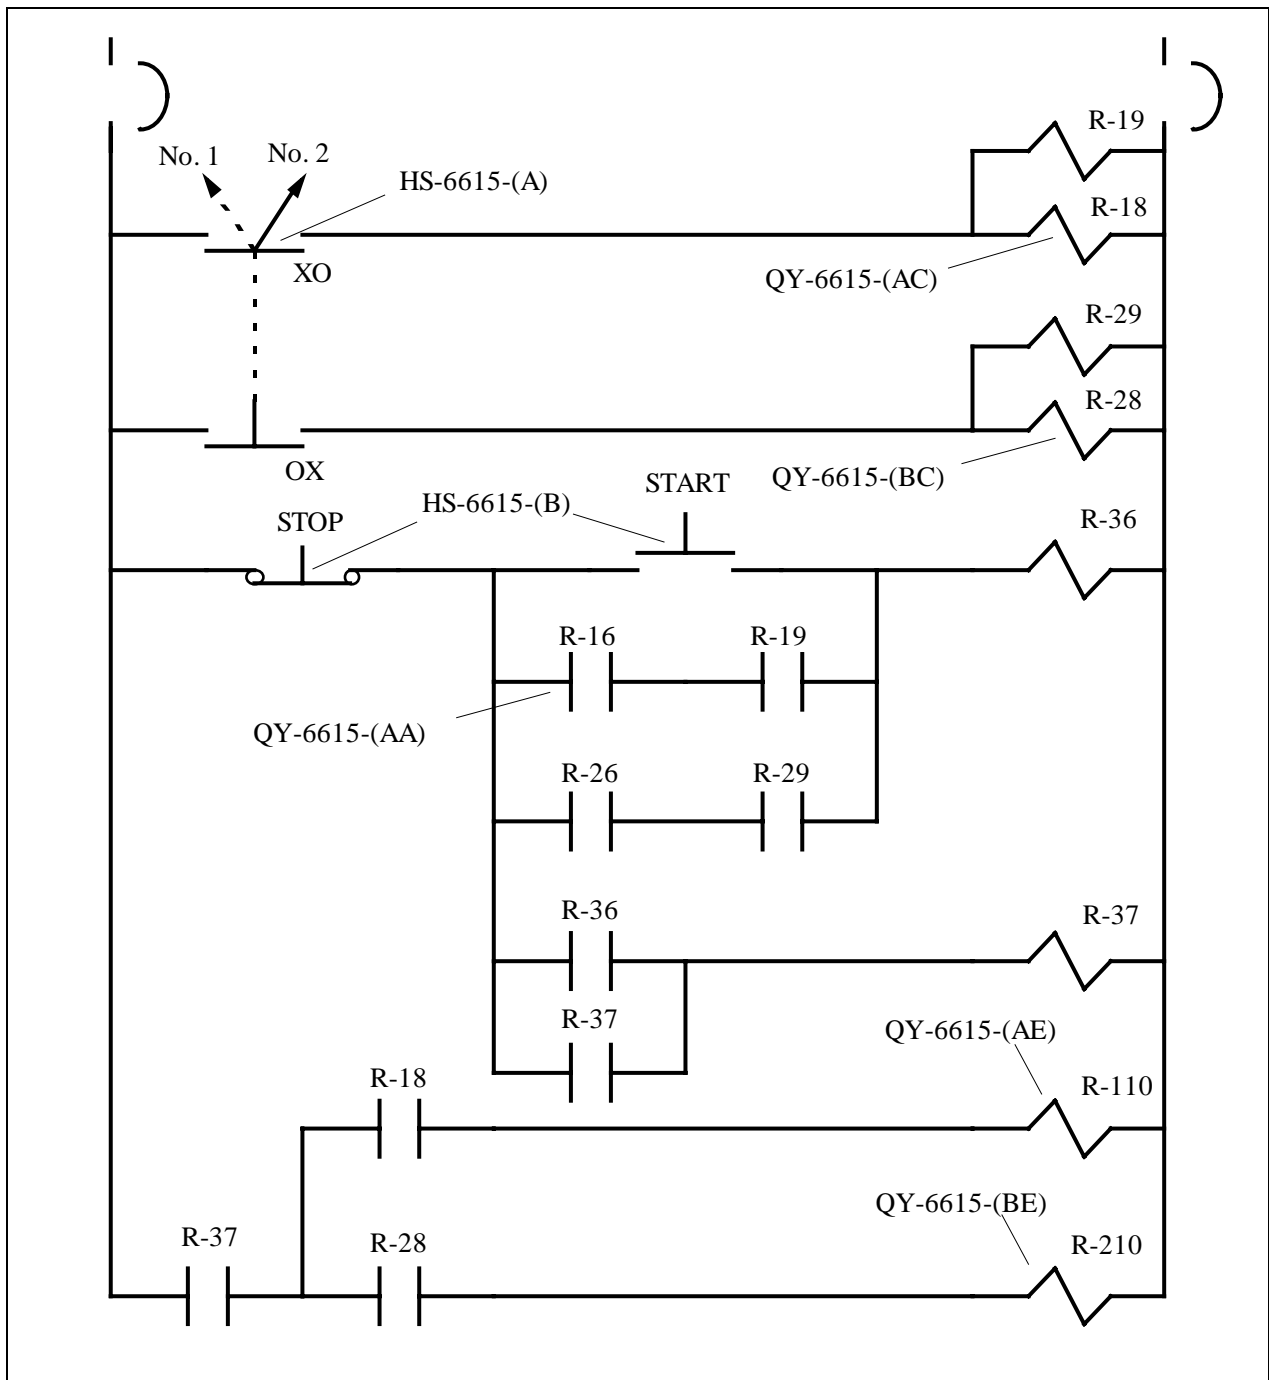 R-19
No. 1
No. 2
HS-6615-(A)
R-18
XO
QY-6615-(AC)
R-29
R-28
OX
QY-6615-(BC)
START
HS-6615-(B)
STOP
R-36
R-16
R-19
QY-6615-(AA)
R-26
R-29
R-36
R-37
R-37
QY-6615-(AE)
R-18
R-110
QY-6615-(BE)
R-37
R-28
R-210